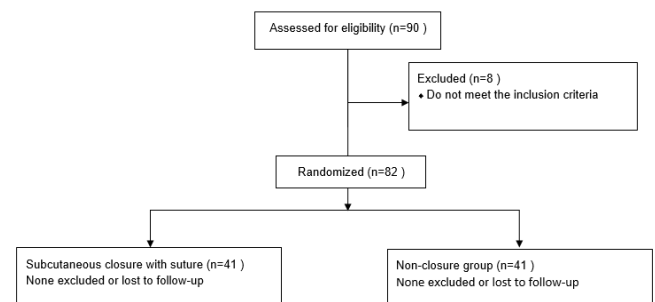 Assessed for eligibility (n=90 )
Excluded (n=8 )
♦ Do not meet the inclusion criteria
Randomized (n=82 )
Subcutaneous closure with suture (n=41 )
None excluded or lost to follow-up
Non-closure group (n=41 )
None excluded or lost to follow-up